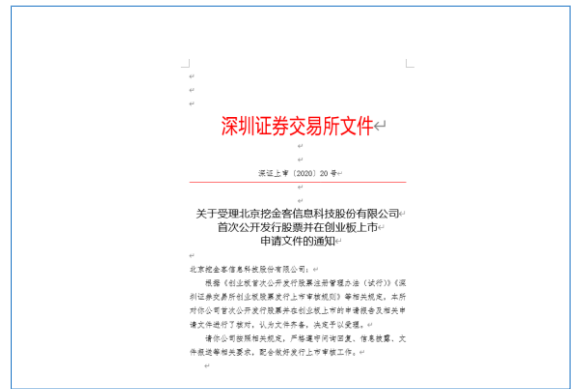 深圳证券交易所文件
深证上审〔2020〕20 号
关于受理北京挖金客信息科技股份有限公司
首次公开发行股票并在创业板上市
申请文件的通知
北京挖金客信息科技股份有限公司：
根据《创业板首次公开发行股票注册管理办法（试行）》《深
圳证券交易所创业板股票发行上市审核规则》等相关规定，本所
对你公司首次公开发行股票并在创业板上市的申请报告及相关申
请文件进行了核对，认为文件齐备，决定予以受理。
请你公司按照相关规定，严格遵守问询回复、信息披露、文
件报送等相关要求，配合做好发行上市审核工作。